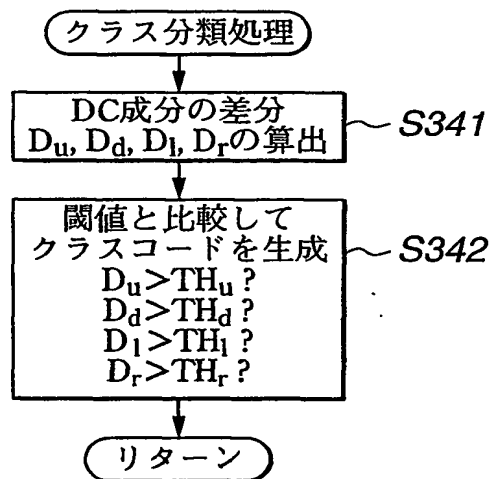 クラス分類処理
DC成分の差分
Du, Dd, Dl, Drの算出
S341
閾値と比較して
クラスコードを生成
S342
Du>THu?
Dd>THd?
Dl>THl?
Dr>THr?
リターン